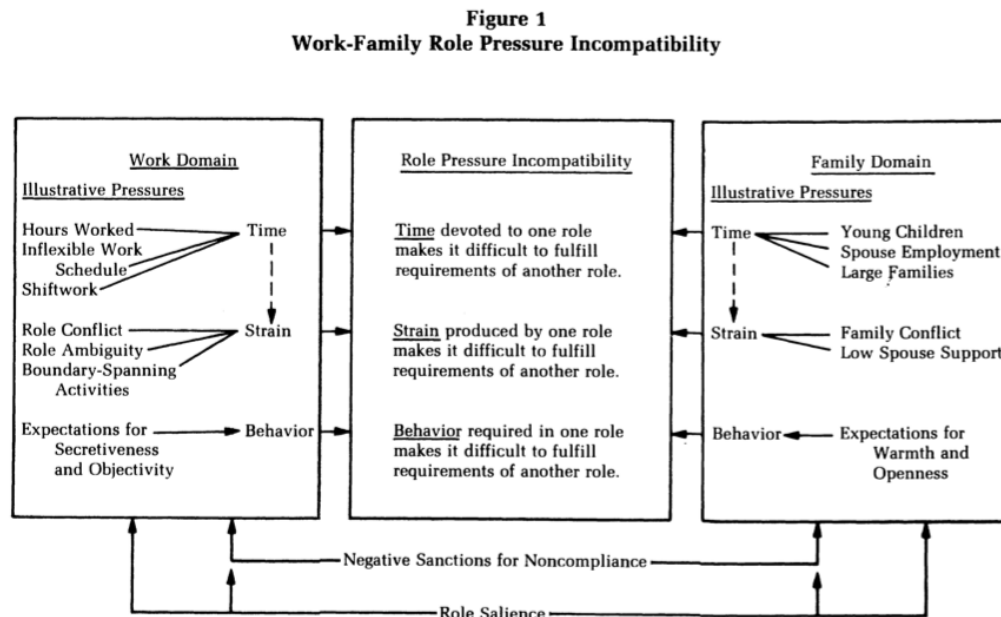 Figure 1
Work-Family Role Pressure Incompatibility
Work Domain
Illustrative Pressures
Hours Worked
Inflexible Work
Schedule
Shiftwork
Time
Role Conflict
Role Ambiguity
Boundary-Spanning
Activities
Strain
Expectations for
Secretiveness
and Objectivity
Behavior
Role Pressure Incompatibility
Time devoted to one role
makes it difficult to fulfill
requirements of another role.
Strain produced by one role
makes it difficult to fulfill
requirements of another role.
Behavior required in one role
makes it difficult to fulfill
requirements of another role.
Family Domain
Illustrative Pressures
Time
Young Children
Spouse Employment
Large Families
Strain
Family Conflict
Low Spouse Support
Behavior
Expectations for
Warmth and
Openness
Negative Sanctions for Noncompliance
Role Salience